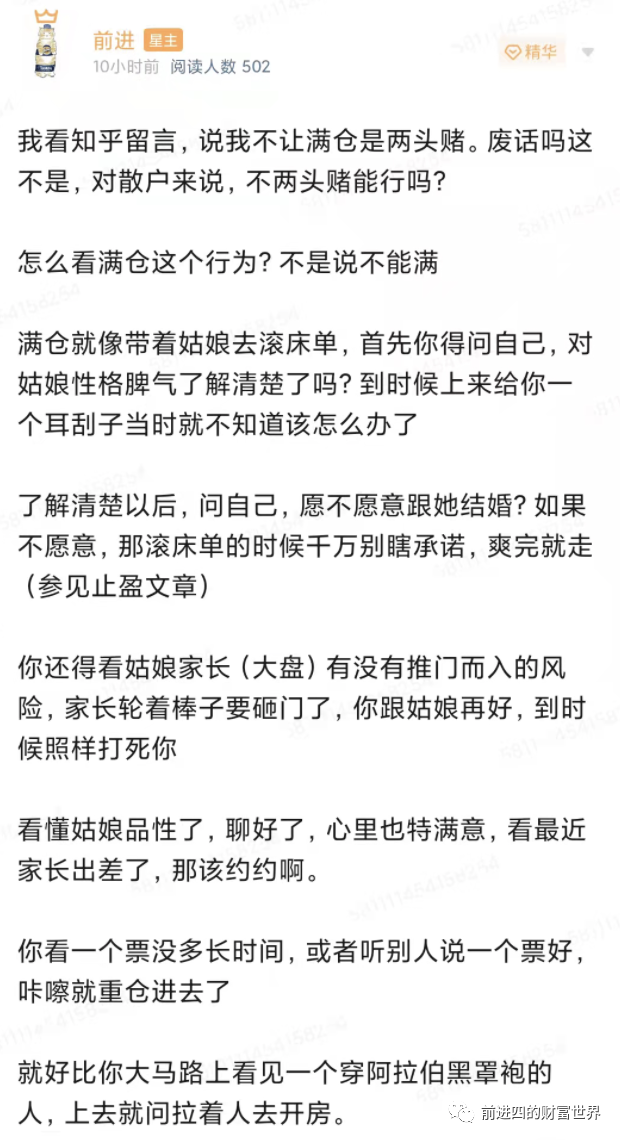 前进 星主
10小时前 阅读人数 502
精华
我看知乎留言，说我不让满仓是两头赌。废话吗这
不是，对散户来说，不两头赌能行吗？
怎么看满仓这个行为？不是说不能满
满仓就像带着姑娘去滚床单，首先你得问自己，对
姑娘性格脾气了解清楚了吗？到时候上来给你一
个耳刮子当时就不知道该怎么办了
了解清楚以后，问自己，愿不愿意跟她结婚？如果
不愿意，那滚床单的时候千万别瞎承诺，爽完就走
（参见止盈文章）
你还得看姑娘家长（大盘）有没有推门而入的风
险，家长轮着棒子要砸门了，你跟姑娘再好，到时
候照样打死你
看懂姑娘品性了，聊好了，心里也特满意，看最近
家长出差了，那该约约啊。
你看一个票没多长时间，或者听别人说一个票好，
咔嚓就重仓进去了
就好比你大马路上看见一个穿阿拉伯黑罩袍的
人，上去就问拉着人去开房。
前进四的财富世界